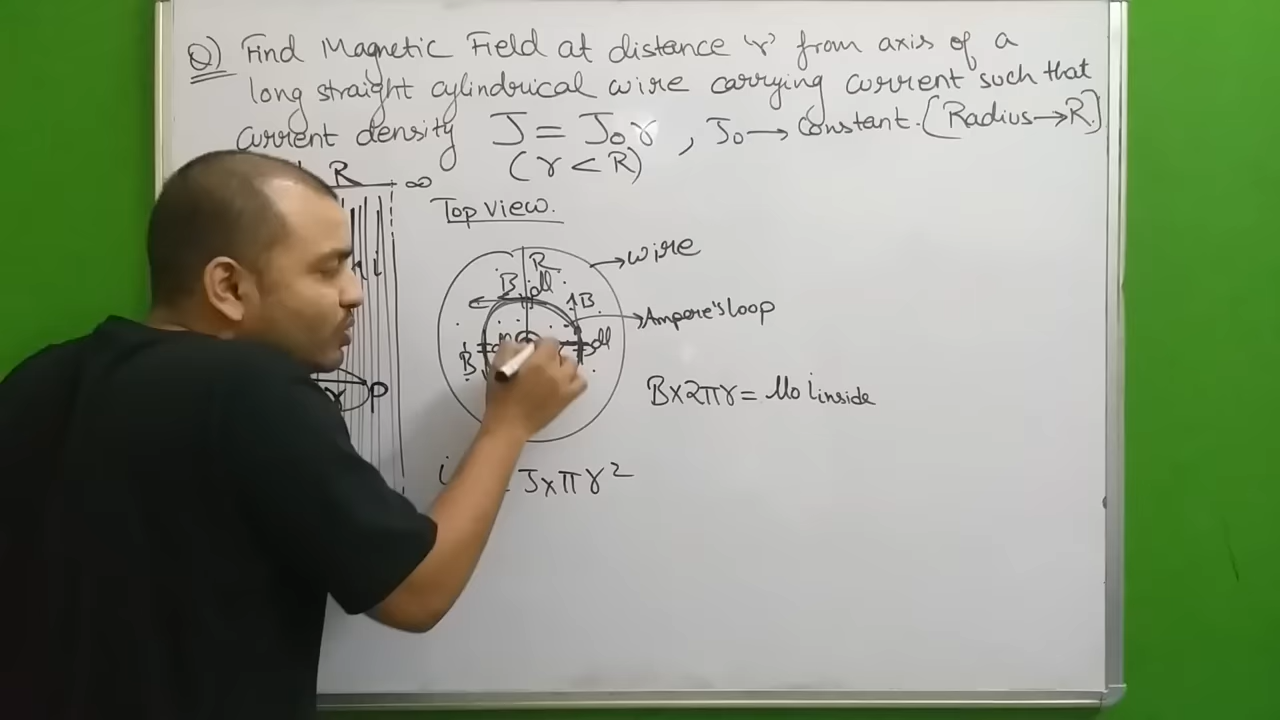 Q) Find Magnetic Field at distance 'r' from axis of a
long straight cylindrical wire carrying current such that
current density J = J₀r , J₀ → constant. [Radius → R]
(r < R)
R ∞
Top view.
R → wire
B dl
B
→ Ampere's loop
dl
B
r P
B×2πr = μ₀ i inside
i J×πr²